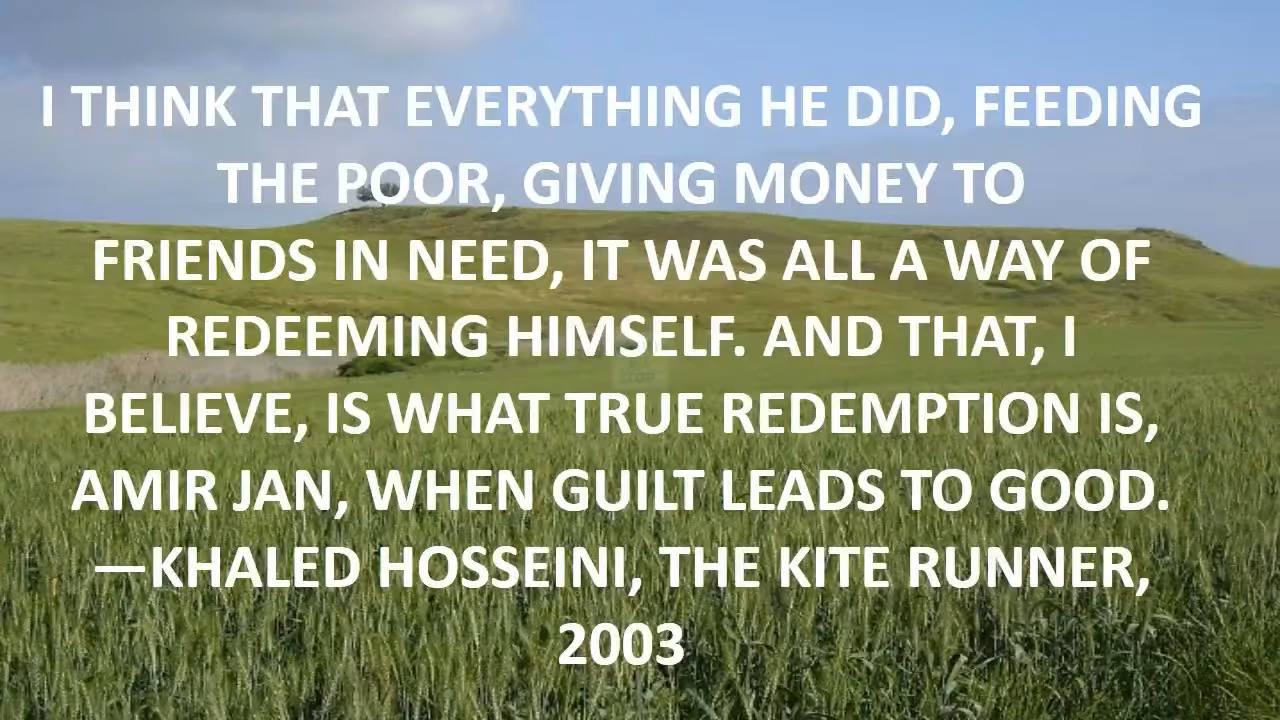 I THINK THAT EVERYTHING HE DID, FEEDING
THE POOR, GIVING MONEY TO
FRIENDS IN NEED, IT WAS ALL A WAY OF
REDEEMING HIMSELF. AND THAT, I
BELIEVE, IS WHAT TRUE REDEMPTION IS,
AMIR JAN, WHEN GUILT LEADS TO GOOD.
—KHALED HOSSEINI, THE KITE RUNNER,
2003